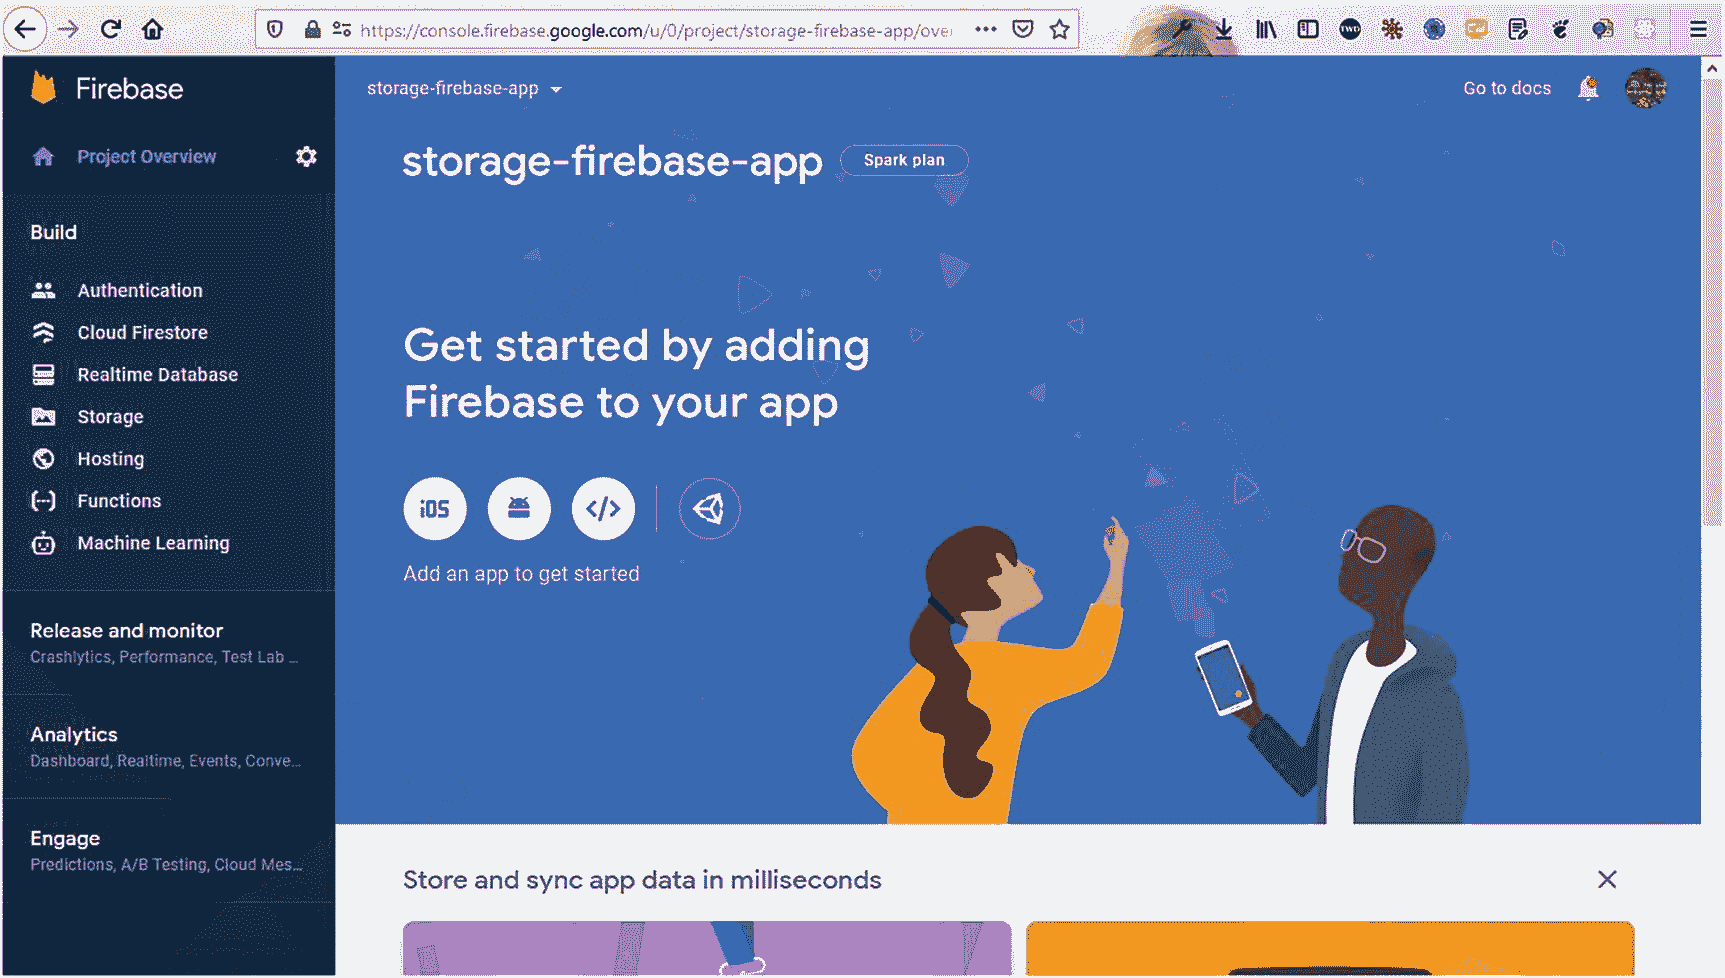 https://console.firebase.google.com/u/0/project/storage-firebase-app/ove
Firebase
storage-firebase-app
Go to docs
Project Overview
storage-firebase-app
Spark plan
Build
Authentication
Cloud Firestore
Realtime Database
Storage
Hosting
Functions
Machine Learning
Get started by adding
Firebase to your app
iOS
Add an app to get started
Release and monitor
Crashlytics, Performance, Test Lab ...
Analytics
Dashboard, Realtime, Events, Conve...
Engage
Predictions, A/B Testing, Cloud Mes...
Store and sync app data in milliseconds